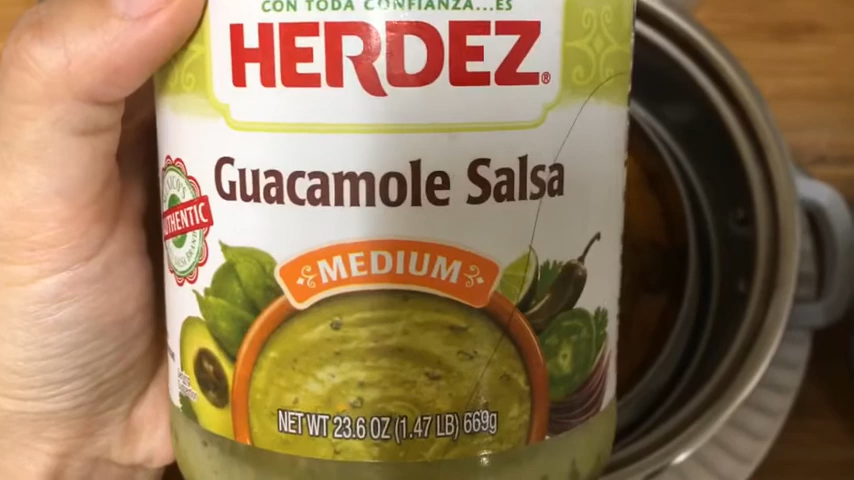 CON TODA CONFIANZA...ES
HERDEZ®
Guacamole Salsa
AUTHENTIC
MEDIUM
NET WT 23.6 OZ (1.47 LB) 669g